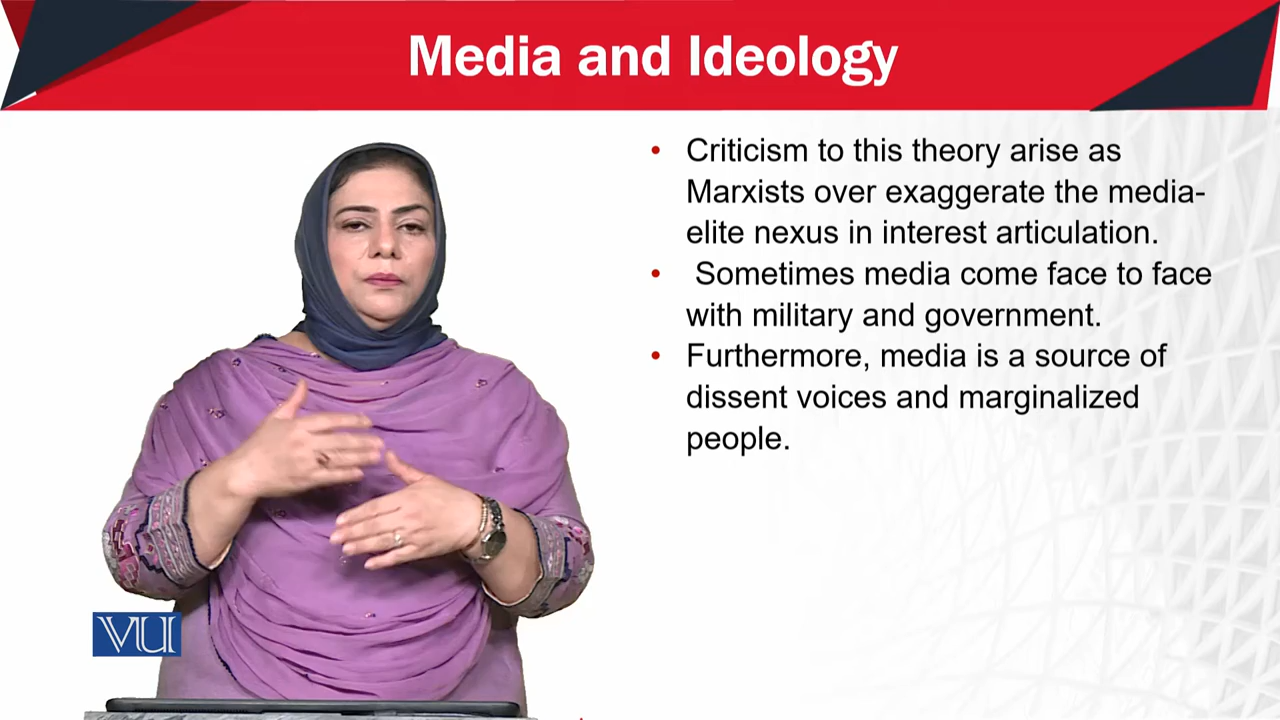 Media and Ideology
• Criticism to this theory arise as
Marxists over exaggerate the media-
elite nexus in interest articulation.
• Sometimes media come face to face
with military and government.
• Furthermore, media is a source of
dissent voices and marginalized
people.
VU